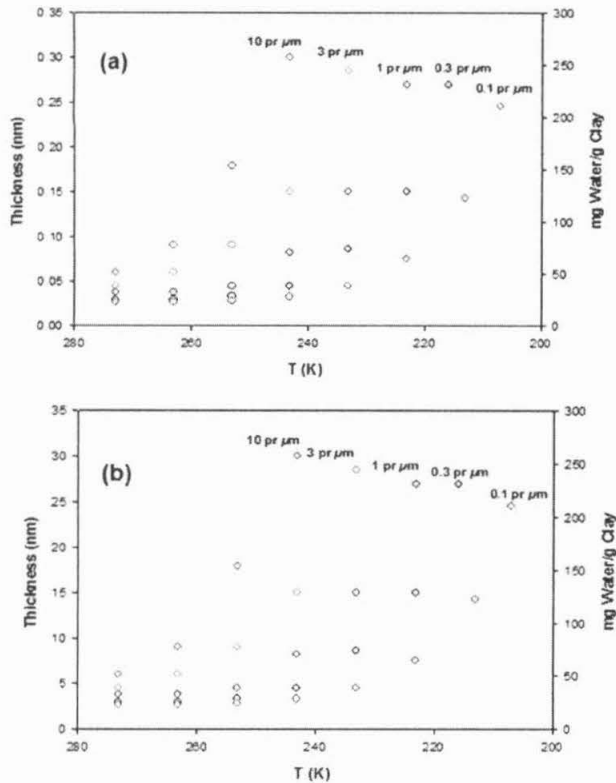 0.35
0.30
0.25
0.20
0.15
0.10
0.05
0.00
Thickness (nm)
(a)
10 pr µm
3 pr µm
1 pr µm
0.3 pr µm
0.1 pr µm
300
250
200
150
100
50
0
mg Water/g Clay
280
260
240
220
200
T (K)
35
30
25
20
15
10
5
0
Thickness (nm)
(b)
10 pr µm
3 pr µm
1 pr µm
0.3 pr µm
0.1 pr µm
300
250
200
150
100
50
0
mg Water/g Clay
280
260
240
220
200
T (K)